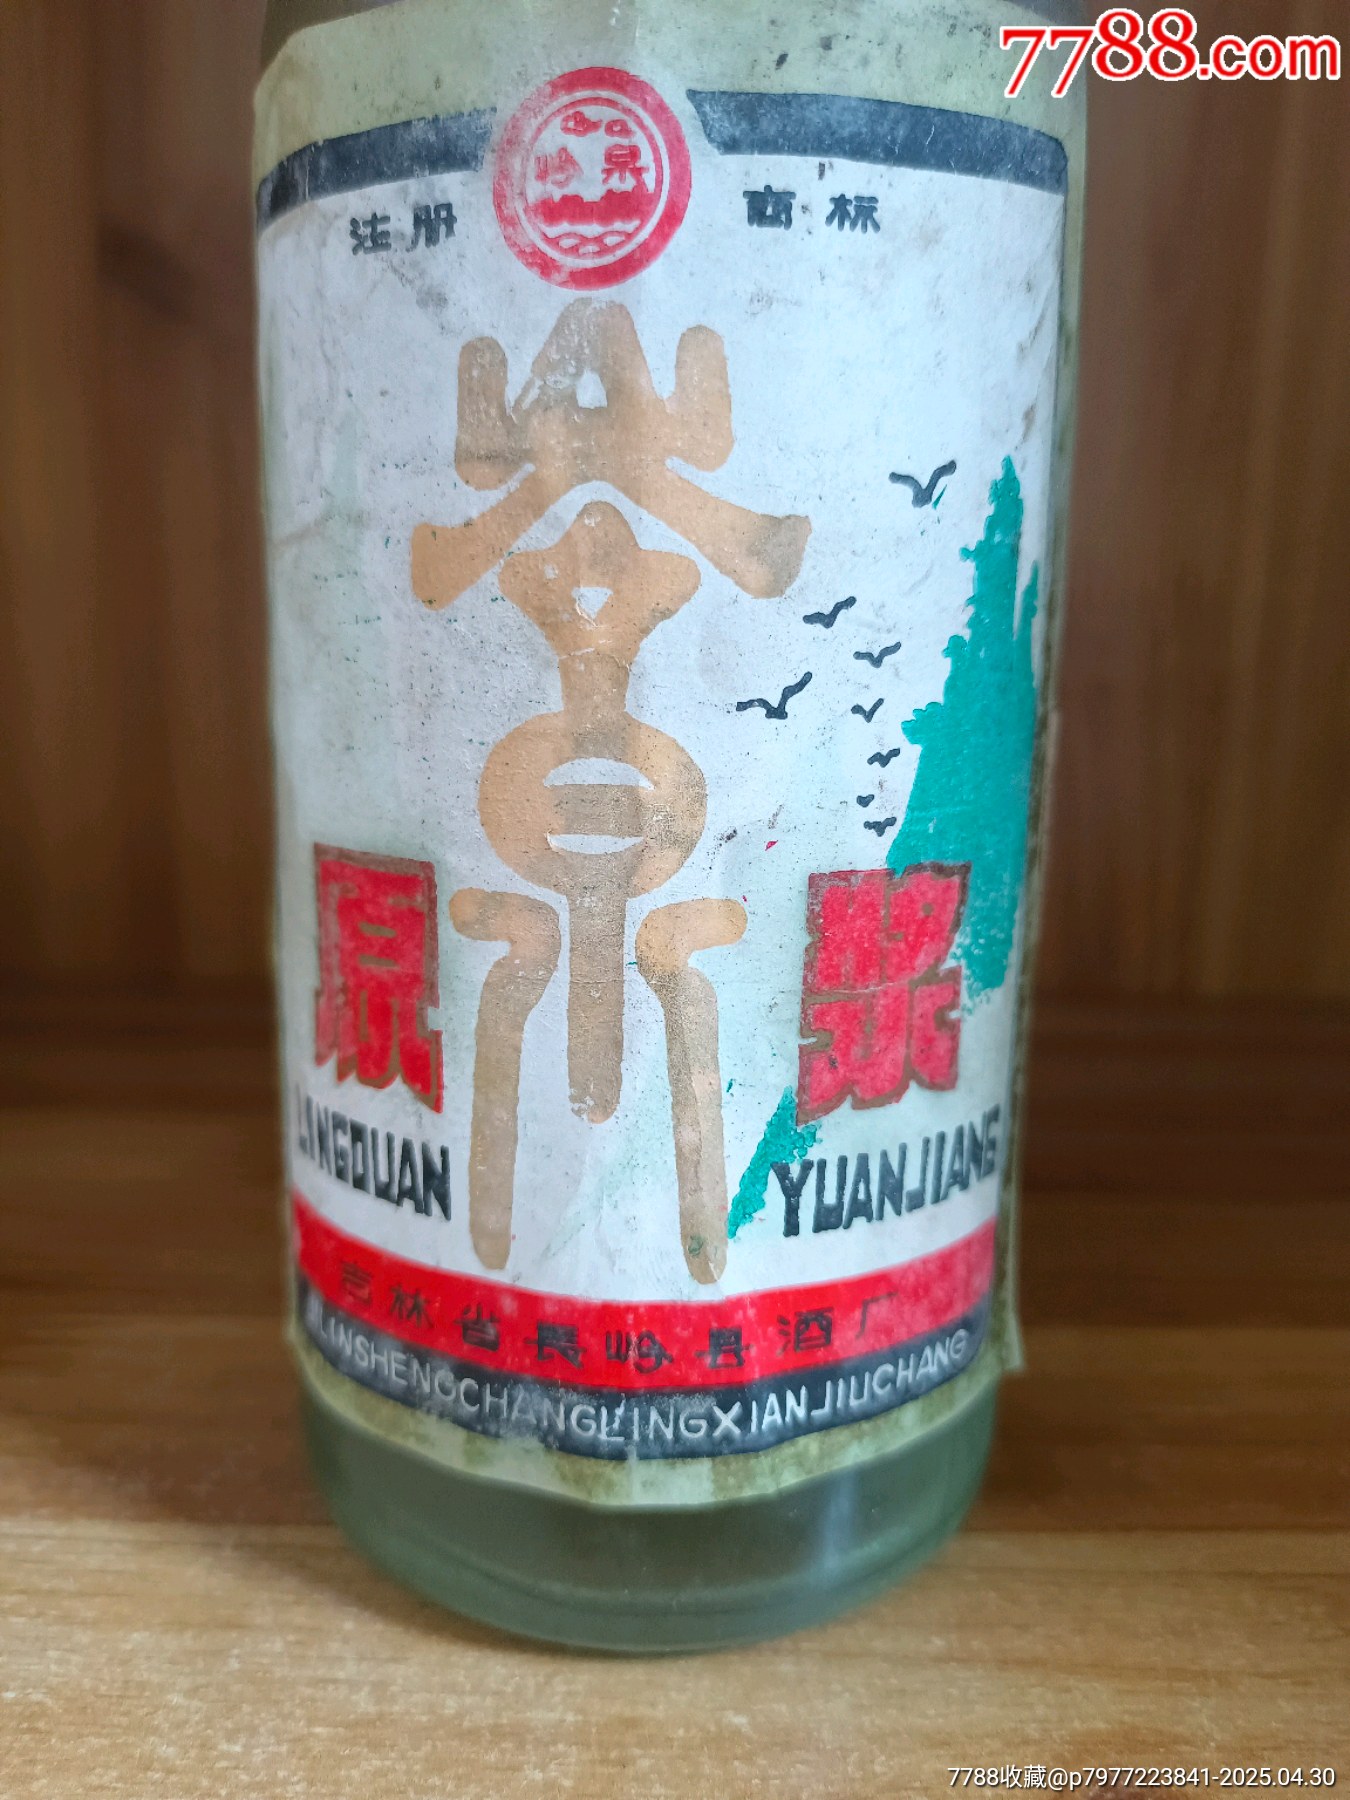 7788.com
岭泉
注册 商标
岭泉
原 浆
LINGQUAN YUANJIANG
吉林省長岭县酒厂
JILINSHENGCHANGLINGXIANJIUCHANG
7788收藏@p7977223841-2025.04.30